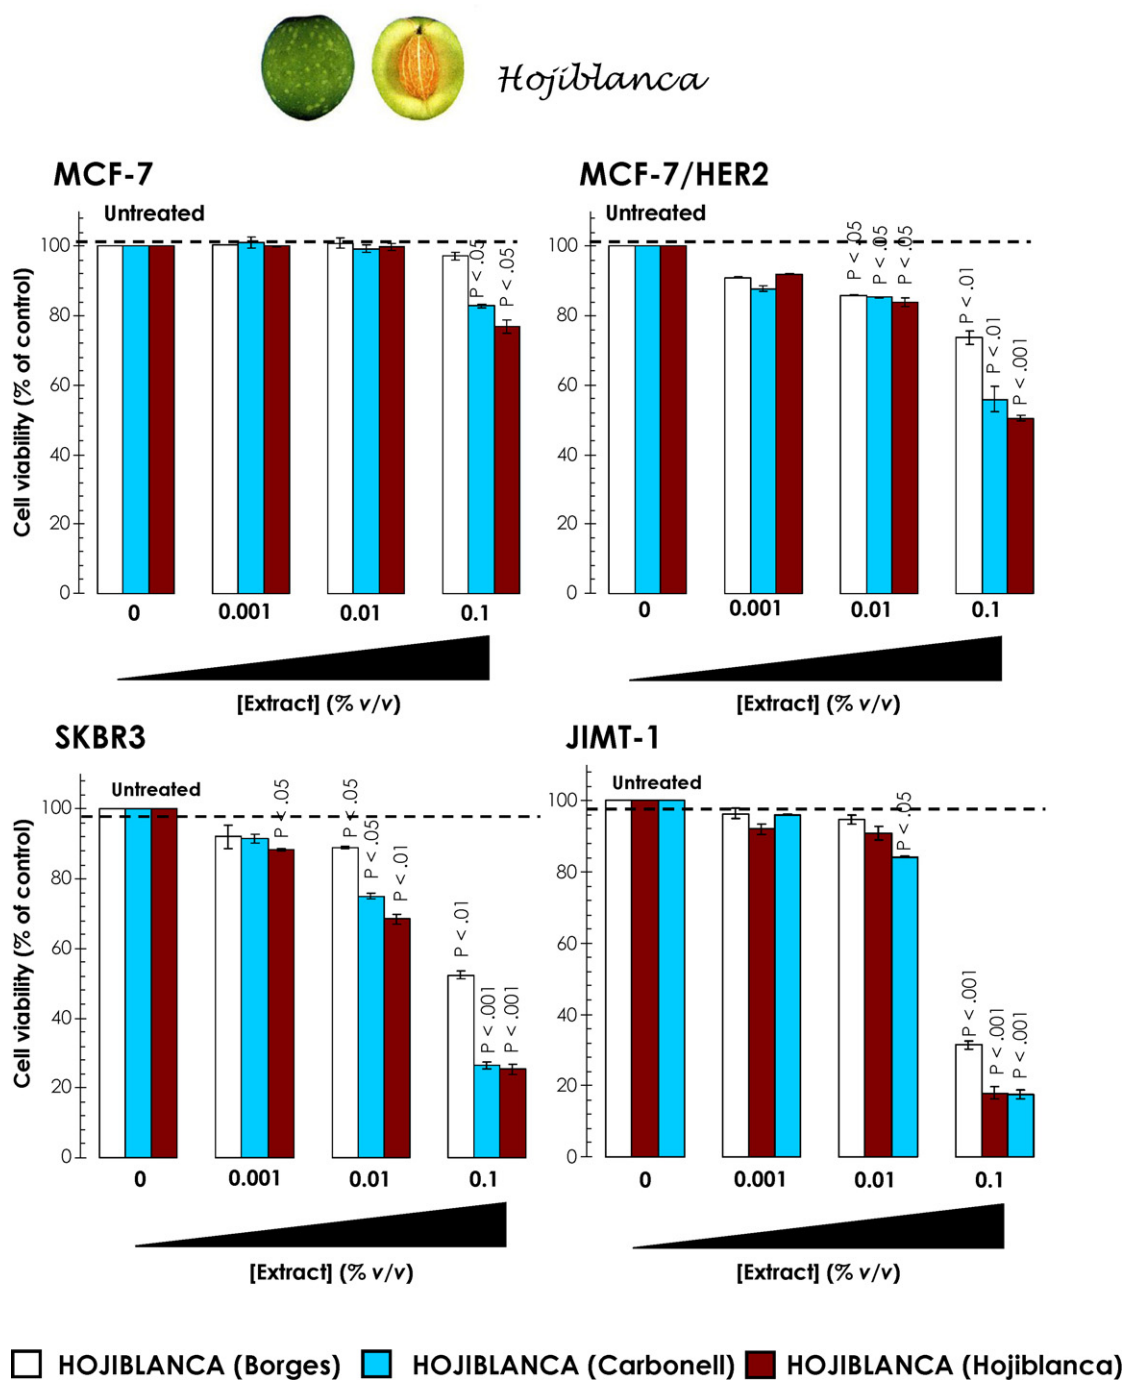 Hojiblanca
MCF-7
Untreated
Cell viability (% of control)
100
80
60
40
20
0
P < .05
P < .05
0 0.001 0.01 0.1
[Extract] (% v/v)
MCF-7/HER2
Untreated
100
80
60
40
20
0
P < .05
P < .05
P < .05
P < .01
P < .01
P < .001
0 0.001 0.01 0.1
[Extract] (% v/v)
SKBR3
Untreated
Cell viability (% of control)
100
80
60
40
20
0
P < .05
P < .05
P < .05
P < .01
P < .01
P < .001
P < .001
0 0.001 0.01 0.1
[Extract] (% v/v)
JIMT-1
Untreated
100
80
60
40
20
0
P < .05
P < .001
P < .001
P < .001
0 0.001 0.01 0.1
[Extract] (% v/v)
HOJIBLANCA (Borges) HOJIBLANCA (Carbonell) HOJIBLANCA (Hojiblanca)